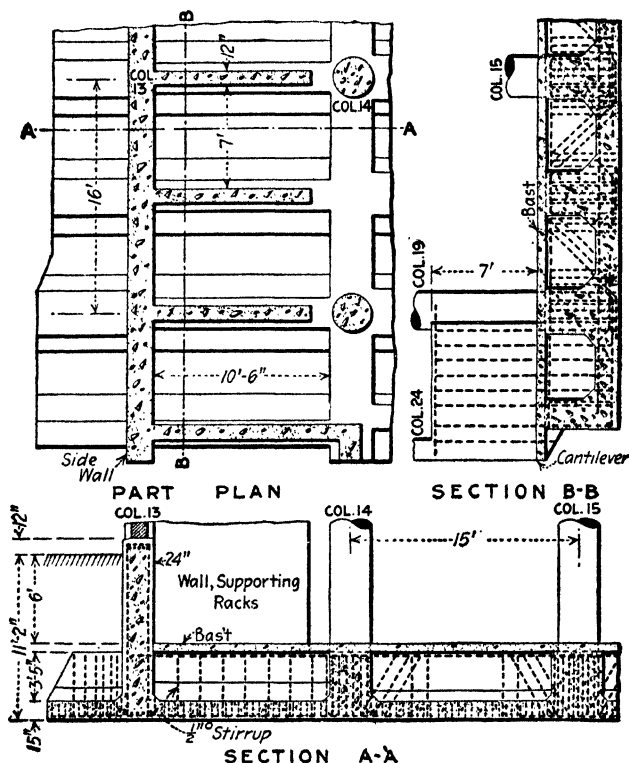 B
12"
COL.
13
COL.14
A
A
7'
16'
10'-6"
B
Side
Wall
PART PLAN
COL.15
Bas't
COL.19
7'
COL.24
Cantilever
SECTION B-B
COL.13
COL.14
COL.15
12"
24"
15'
Wall, Supporting
Racks
6'
11'-2"
Bas't
3'-5"
15"
½"° Stirrup
SECTION A-A